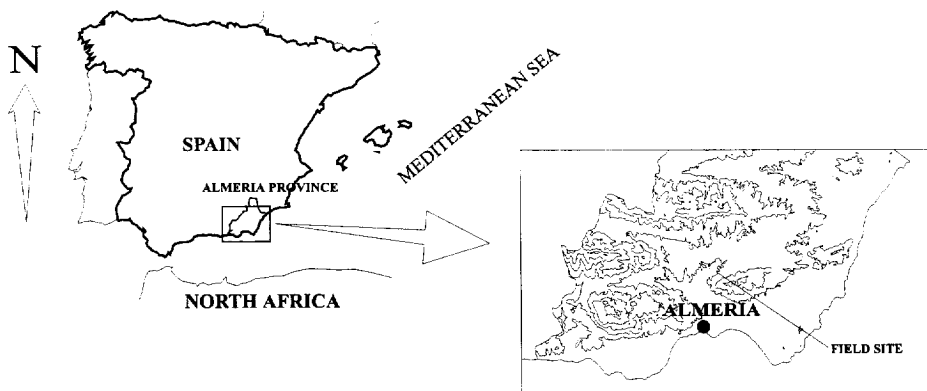 N
SPAIN
ALMERIA PROVINCE
MEDITERRANEAN SEA
NORTH AFRICA
ALMERIA
FIELD SITE